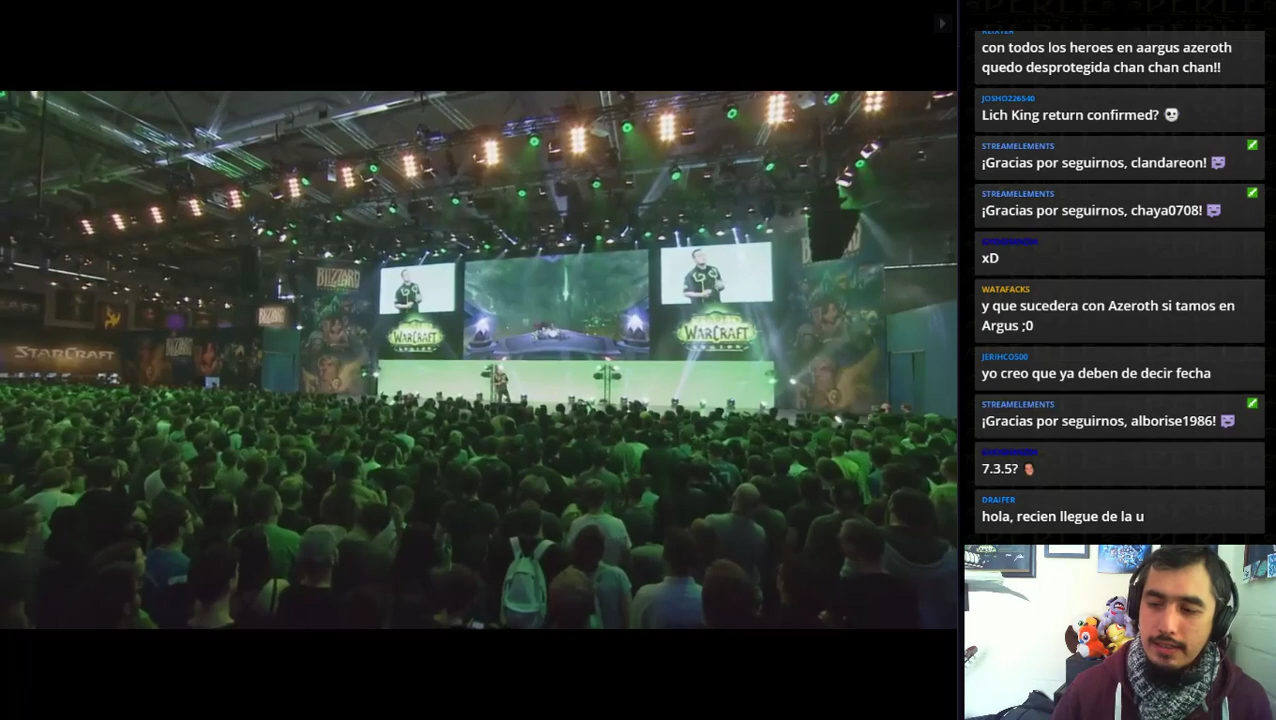 con todos los heroes en aargus azeroth
quedo desprotegida chan chan chan!!
JOSHO226540
Lich King return confirmed?
STREAMELEMENTS
¡Gracias por seguirnos, clandareon!
STREAMELEMENTS
¡Gracias por seguirnos, chaya0708!
xD
WATAFACKS
y que sucedera con Azeroth si tamos en
Argus ;0
JERIHCO500
yo creo que ya deben de decir fecha
STREAMELEMENTS
¡Gracias por seguirnos, alborise1986!
7.3.5?
DRAIFER
hola, recien llegue de la u
BLIZZARD
BLIZZARD
WARCRAFT
WARCRAFT
STARCRAFT
BLIZZARD
BLIZZARD